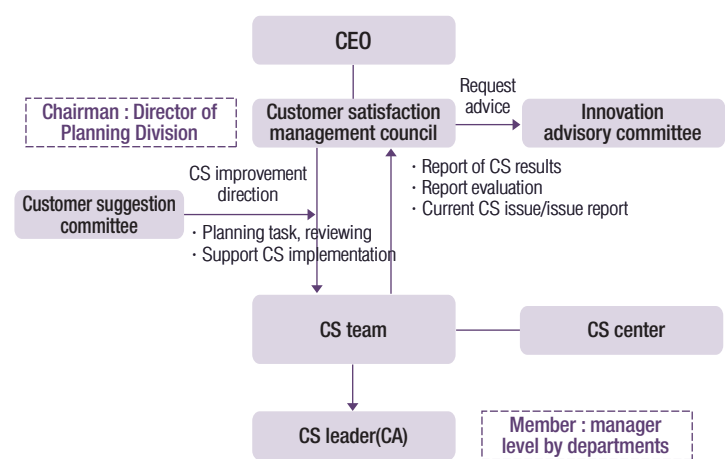 CEO
Chairman : Director of
Planning Division
Customer satisfaction
management council
Request
advice
Innovation
advisory committee
CS improvement
direction
· Report of CS results
· Report evaluation
· Current CS issue/issue report
Customer suggestion
committee
· Planning task, reviewing
· Support CS implementation
CS team
CS center
CS leader(CA)
Member : manager
level by departments